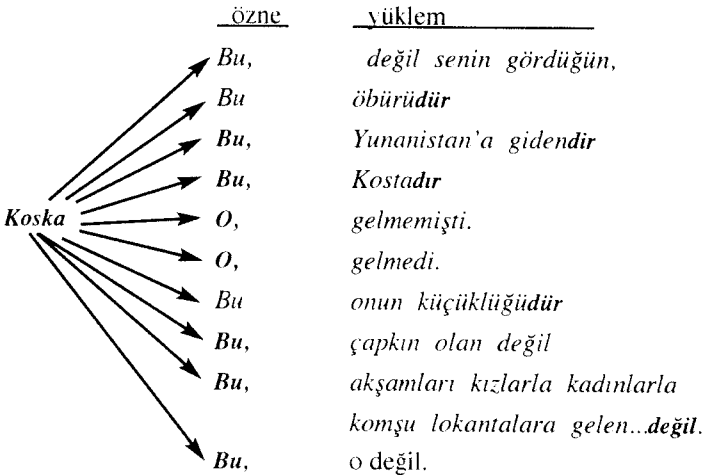 özne yüklem
Bu, değil senin gördüğün,
Bu öbürüdür
Bu, Yunanistan'a gidendir
Bu, Kostadır
Koska O, gelmemişti.
O, gelmedi.
Bu onun küçüklüğüdür
Bu, çapkın olan değil
Bu, akşamları kızlarla kadınlarla
komşu lokantalara gelen...değil.
Bu, o değil.